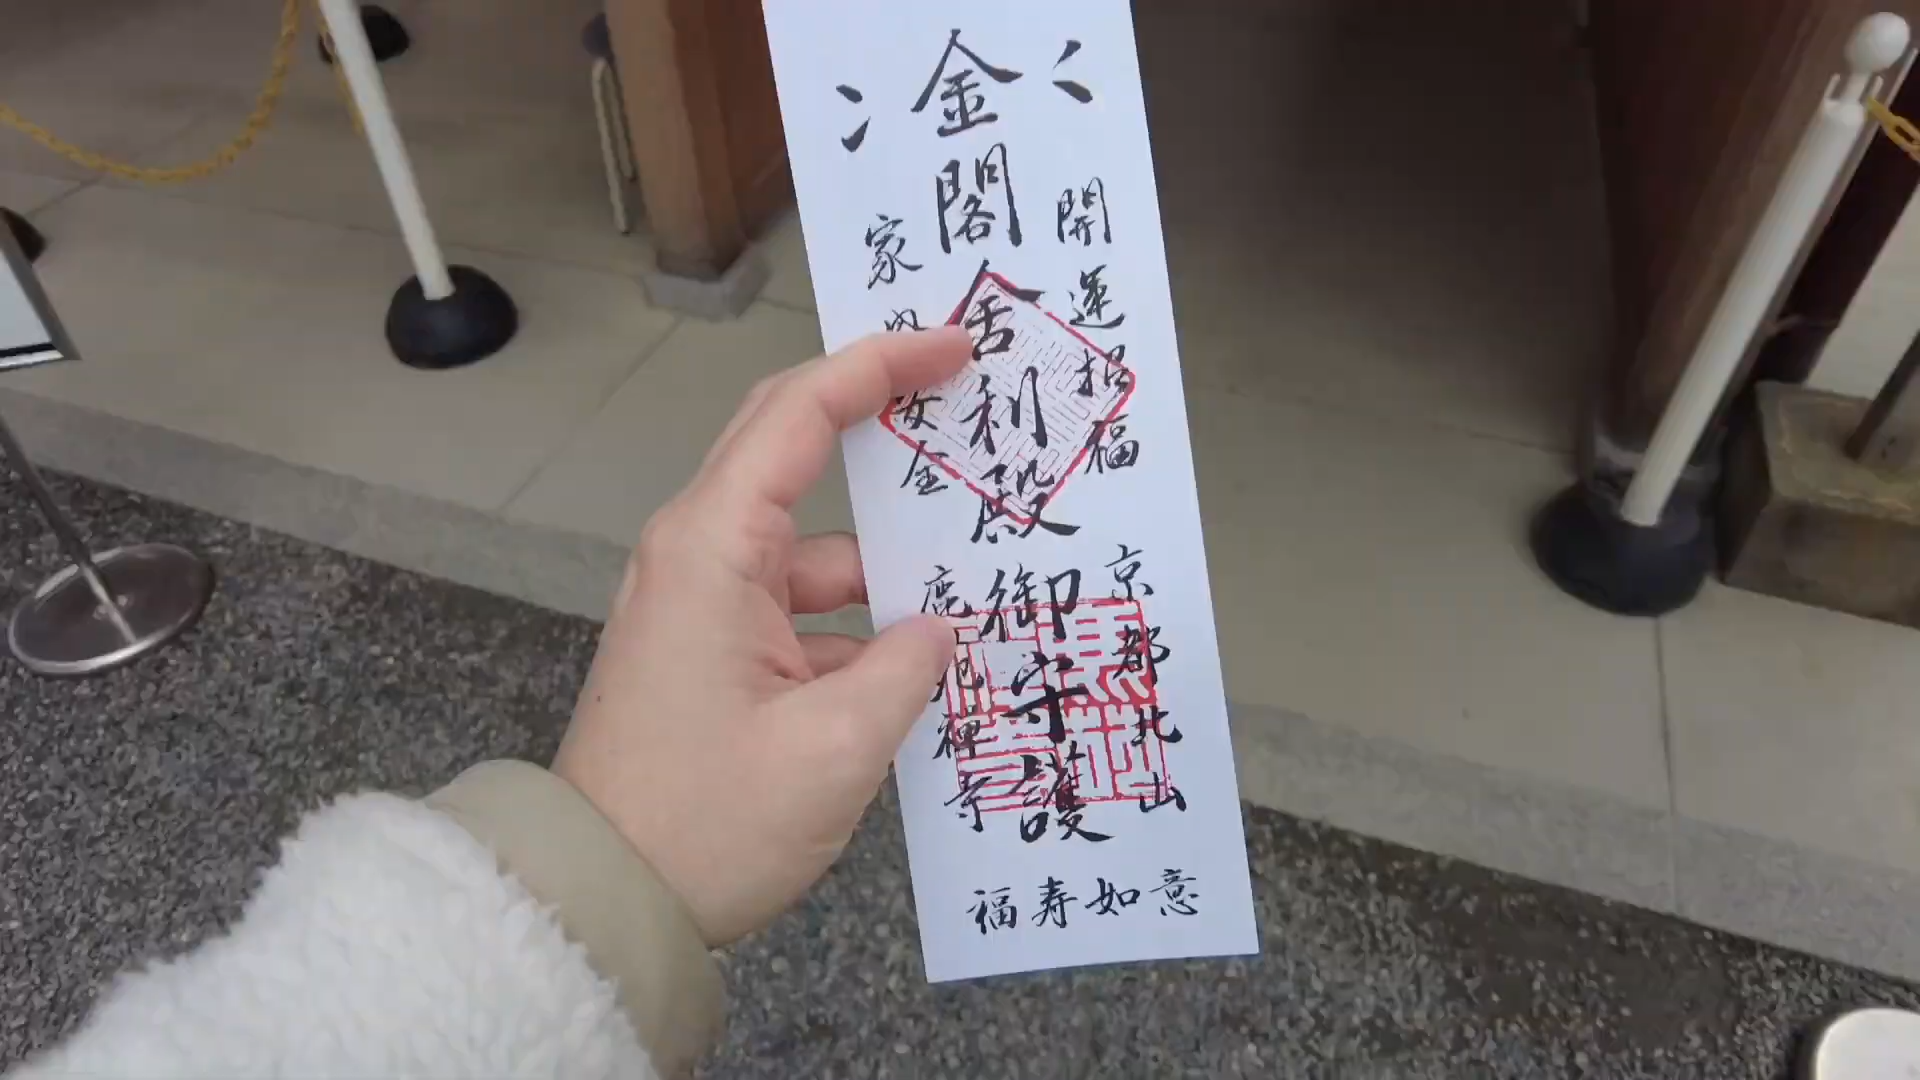 開運招福
金閣舍利殿御守護
家内安全
京都北山
鹿苑禅寺
福寿如意